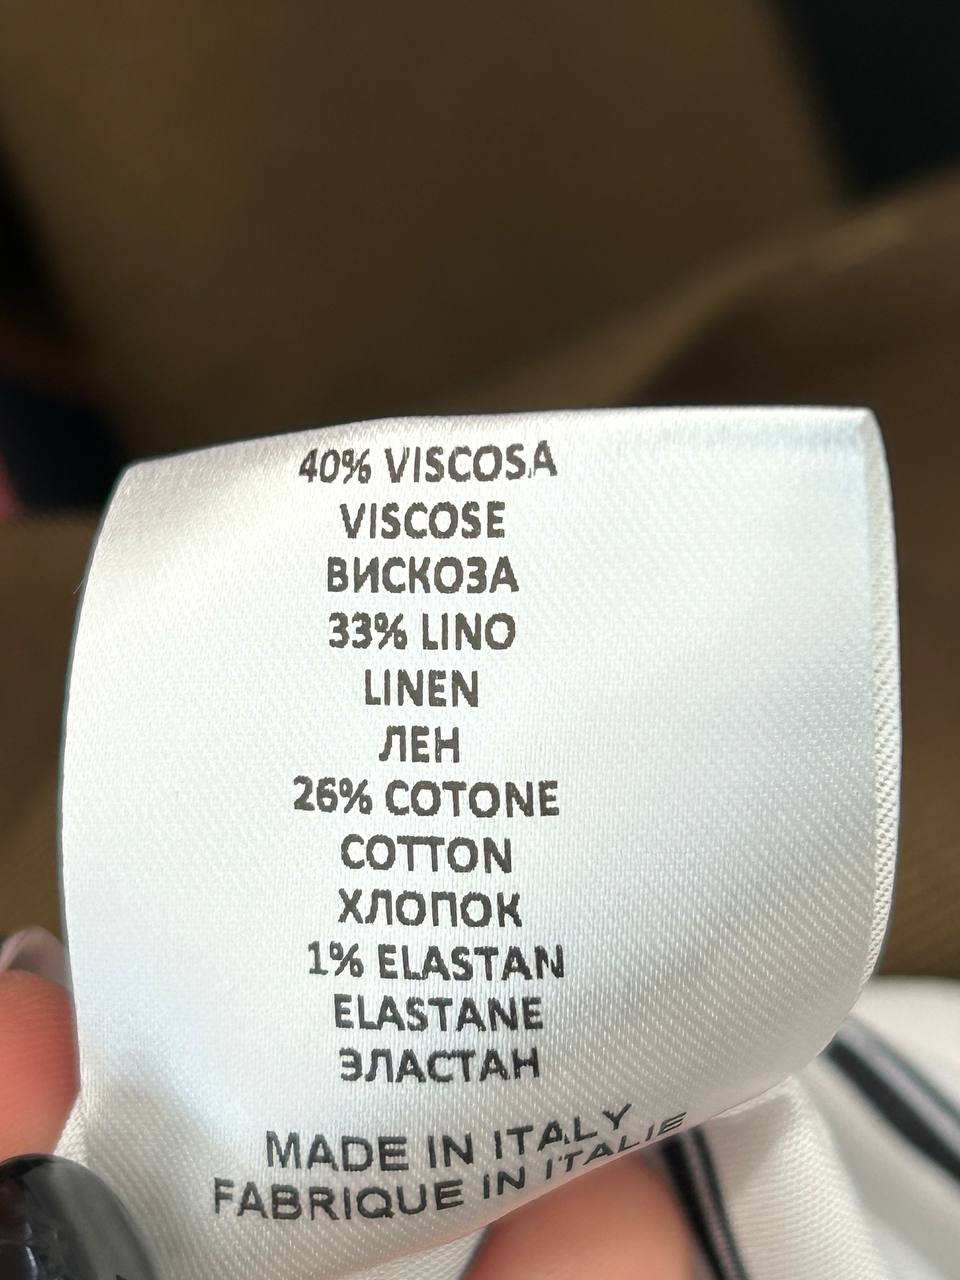 40% VISCOSA
VISCOSE
ВИСКОЗА
33% LINO
LINEN
ЛЕН
26% COTONE
COTTON
ХЛОПОК
1% ELASTAN
ELASTANE
ЭЛАСТАН
MADE IN ITALY
FABRIQUE IN ITALIE